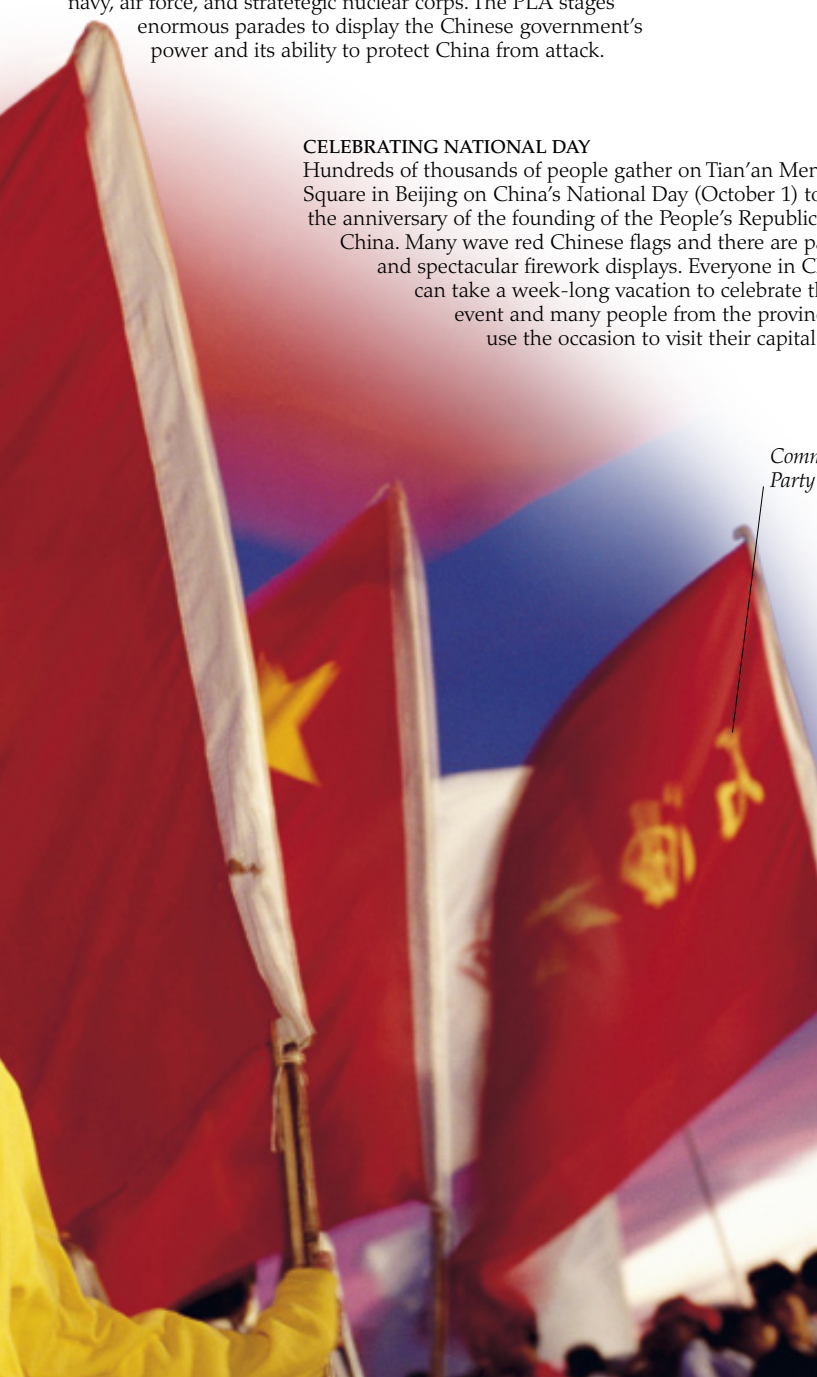 navy, air force, and stratetegic nuclear corps. The PLA stages
enormous parades to display the Chinese government’s
power and its ability to protect China from attack.
CELEBRATING NATIONAL DAY
Hundreds of thousands of people gather on Tian’an Men
Square in Beijing on China’s National Day (October 1) to
the anniversary of the founding of the People’s Republic
China. Many wave red Chinese flags and there are pa
and spectacular firework displays. Everyone in C
can take a week-long vacation to celebrate th
event and many people from the provinc
use the occasion to visit their capital
Comm
Party